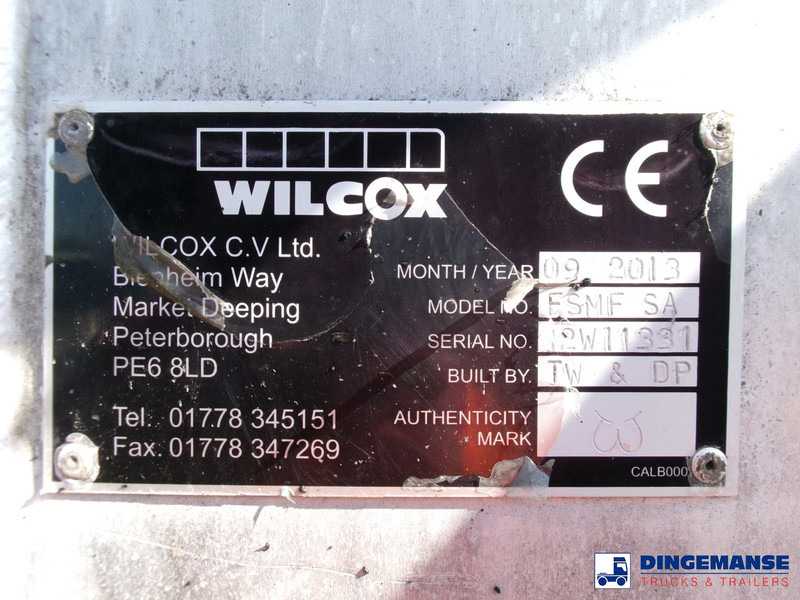 WILCOX
CE
WILCOX C.V Ltd.
Blenheim Way
Market Deeping
Peterborough
PE6 8LD
Tel. 01778 345151
Fax. 01778 347269
MONTH / YEAR 09 2013
MODEL NO. ESMF SA
SERIAL NO. 12W11331
BUILT BY. TW & DP
AUTHENTICITY
MARK
CALB000
DINGEMANSE
TRUCKS & TRAILERS